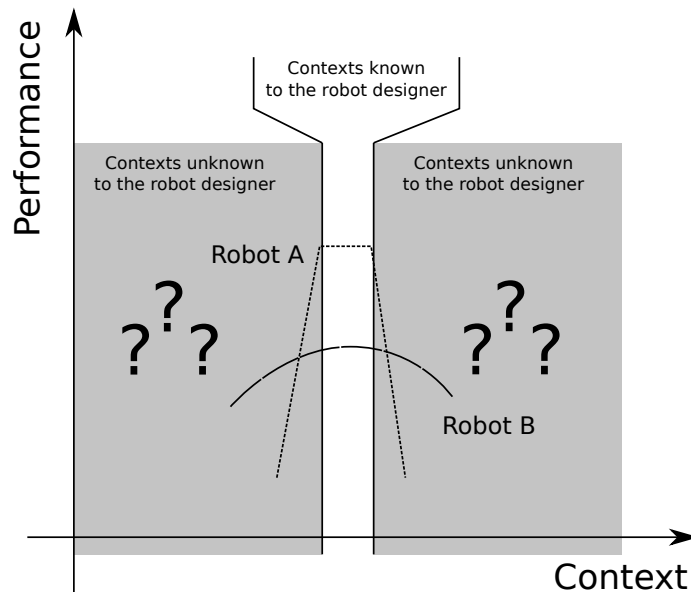 Performance
Contexts known
to the robot designer
Contexts unknown
to the robot designer
Contexts unknown
to the robot designer
Robot A
?
? ?
?
? ?
Robot B
Context